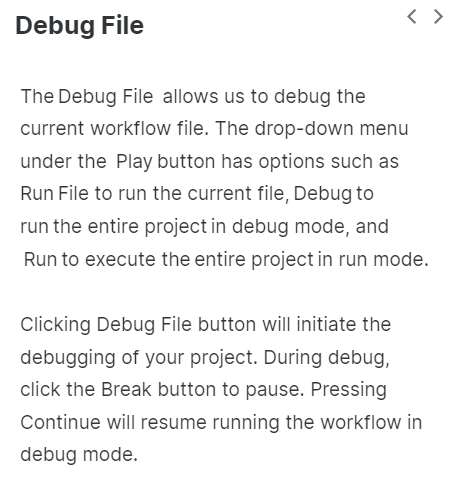 Debug File
The Debug File allows us to debug the
current workflow file. The drop-down menu
under the Play button has options such as
Run File to run the current file, Debug to
run the entire project in debug mode, and
Run to execute the entire project in run mode.
Clicking Debug File button will initiate the
debugging of your project. During debug,
click the Break button to pause. Pressing
Continue will resume running the workflow in
debug mode.